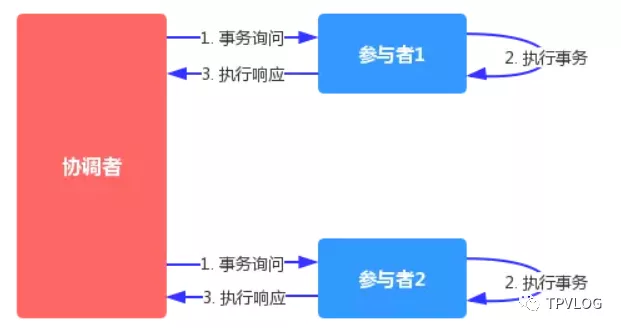 1. 事务询问
参与者1
2. 执行事务
3. 执行响应
协调者
1. 事务询问
参与者2
2. 执行事务
3. 执行响应
TPVLOG